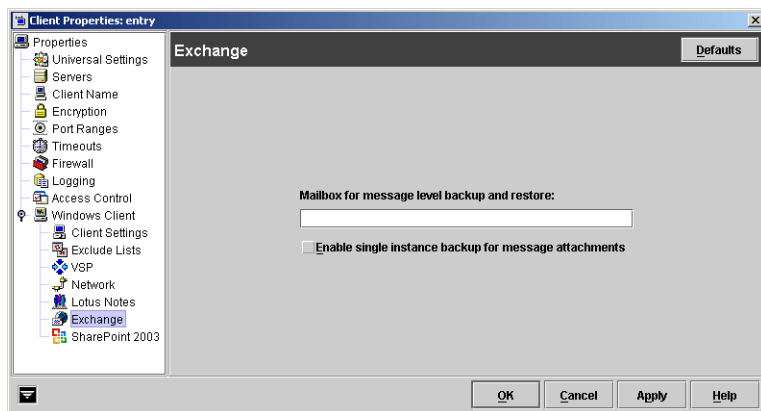 Client Properties: entry
Properties
Universal Settings
Servers
Client Name
Encryption
Port Ranges
Timeouts
Firewall
Logging
Access Control
Windows Client
Client Settings
Exclude Lists
VSP
Network
Lotus Notes
Exchange
SharePoint 2003
Exchange
Defaults
Mailbox for message level backup and restore:
Enable single instance backup for message attachments
OK
Cancel
Apply
Help